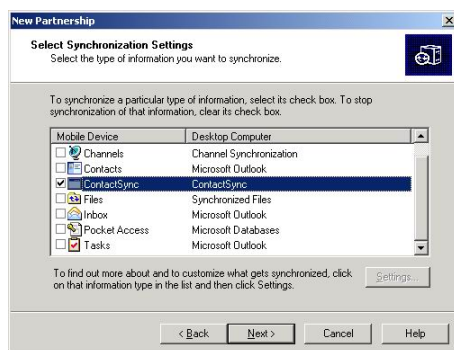 New Partnership
Select Synchronization Settings
Select the type of information you want to synchronize.
To synchronize a particular type of information, select its check box. To stop
synchronization of that information, clear its check box.
Mobile Device Desktop Computer
Channels Channel Synchronization
Contacts Microsoft Outlook
ContactSync ContactSync
Files Synchronized Files
Inbox Microsoft Outlook
Pocket Access Microsoft Databases
Tasks Microsoft Outlook
To find out more about and to customize what gets synchronized, click
on that information type in the list and then click Settings.
Settings...
< Back Next > Cancel Help